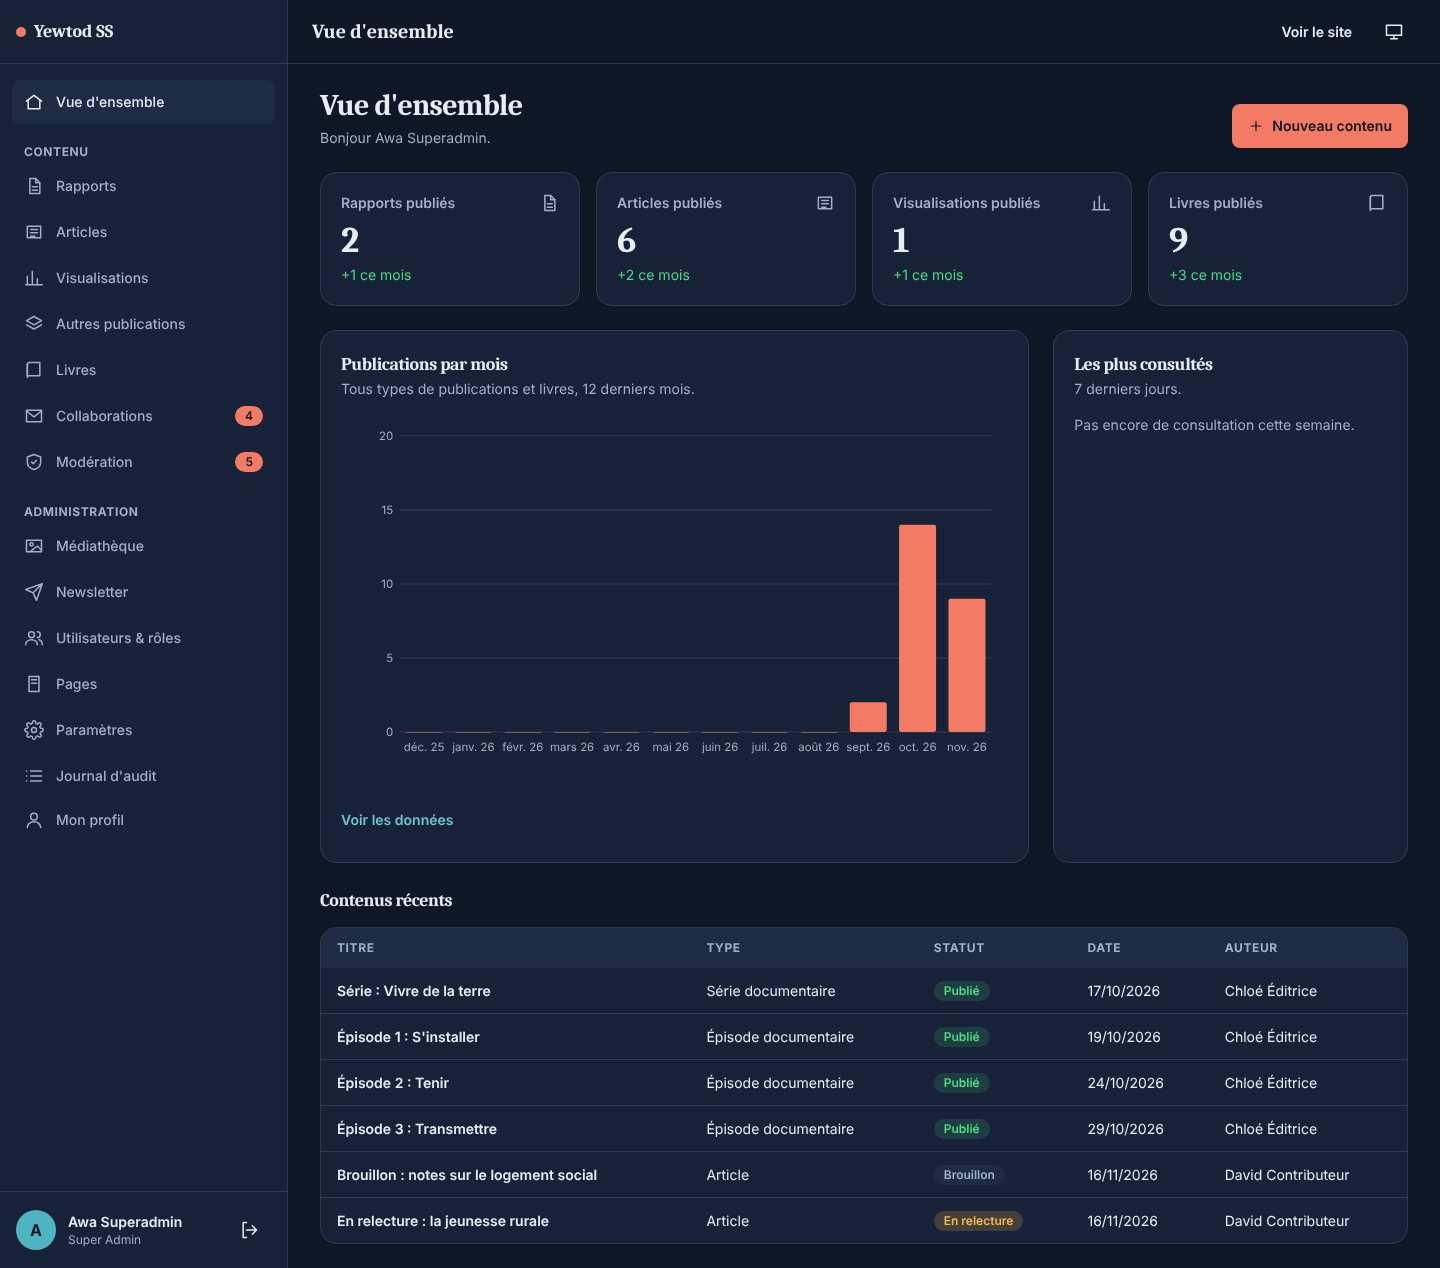 Yewtod SS
Vue d'ensemble
Voir le site
Vue d'ensemble
CONTENU
Rapports
Articles
Visualisations
Autres publications
Livres
Collaborations 4
Modération 5
ADMINISTRATION
Médiathèque
Newsletter
Utilisateurs & rôles
Pages
Paramètres
Journal d'audit
Mon profil
A
Awa Superadmin
Super Admin
Vue d'ensemble
Bonjour Awa Superadmin.
+ Nouveau contenu
Rapports publiés
2
+1 ce mois
Articles publiés
6
+2 ce mois
Visualisations publiés
1
+1 ce mois
Livres publiés
9
+3 ce mois
Publications par mois
Tous types de publications et livres, 12 derniers mois.
20
15
10
5
0
déc. 25 janv. 26 févr. 26 mars 26 avr. 26 mai 26 juin 26 juil. 26 août 26 sept. 26 oct. 26 nov. 26
Voir les données
Les plus consultés
7 derniers jours.
Pas encore de consultation cette semaine.
Contenus récents
TITRE TYPE STATUT DATE AUTEUR
Série : Vivre de la terre Série documentaire Publié 17/10/2026 Chloé Éditrice
Épisode 1 : S'installer Épisode documentaire Publié 19/10/2026 Chloé Éditrice
Épisode 2 : Tenir Épisode documentaire Publié 24/10/2026 Chloé Éditrice
Épisode 3 : Transmettre Épisode documentaire Publié 29/10/2026 Chloé Éditrice
Brouillon : notes sur le logement social Article Brouillon 16/11/2026 David Contributeur
En relecture : la jeunesse rurale Article En relecture 16/11/2026 David Contributeur